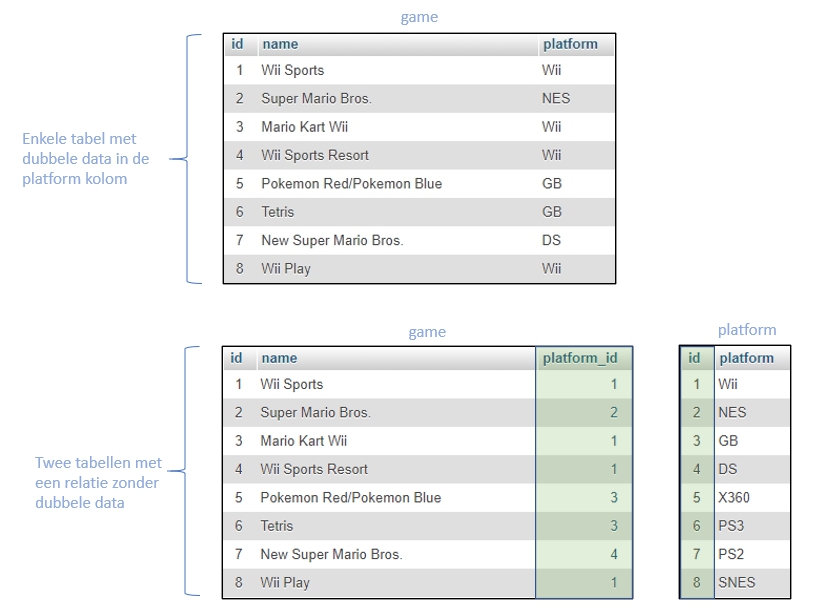 game
id name platform
1 Wii Sports Wii
2 Super Mario Bros. NES
3 Mario Kart Wii Wii
4 Wii Sports Resort Wii
5 Pokemon Red/Pokemon Blue GB
6 Tetris GB
7 New Super Mario Bros. DS
8 Wii Play Wii
Enkele tabel met
dubbele data in de
platform kolom
game
id name platform_id
1 Wii Sports 1
2 Super Mario Bros. 2
3 Mario Kart Wii 1
4 Wii Sports Resort 1
5 Pokemon Red/Pokemon Blue 3
6 Tetris 3
7 New Super Mario Bros. 4
8 Wii Play 1
platform
id platform
1 Wii
2 NES
3 GB
4 DS
5 X360
6 PS3
7 PS2
8 SNES
Twee tabellen met
een relatie zonder
dubbele data